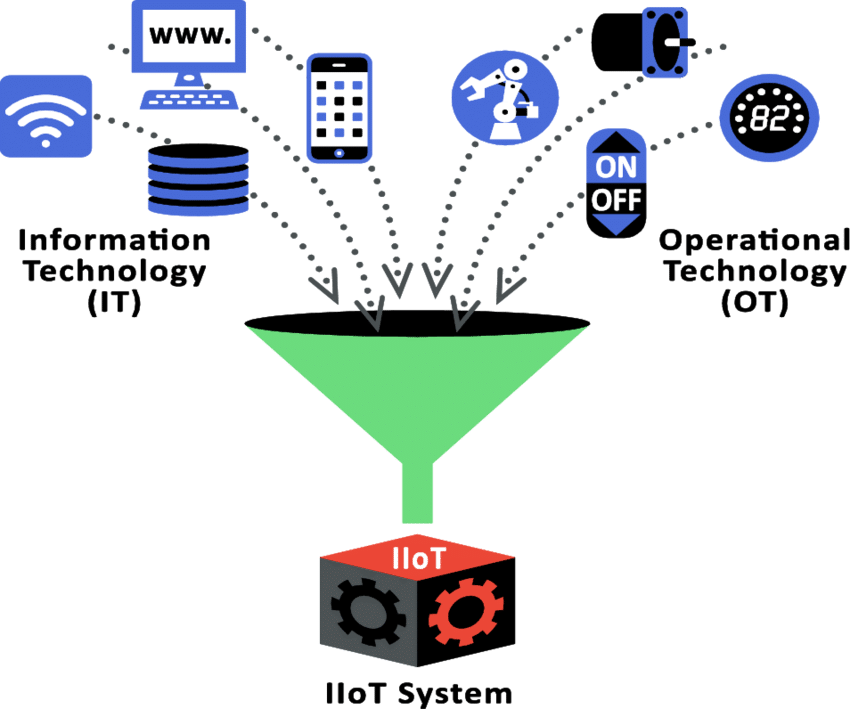 www.
82
ON
OFF
Information
Technology
(IT)
Operational
Technology
(OT)
IIoT
IIoT System